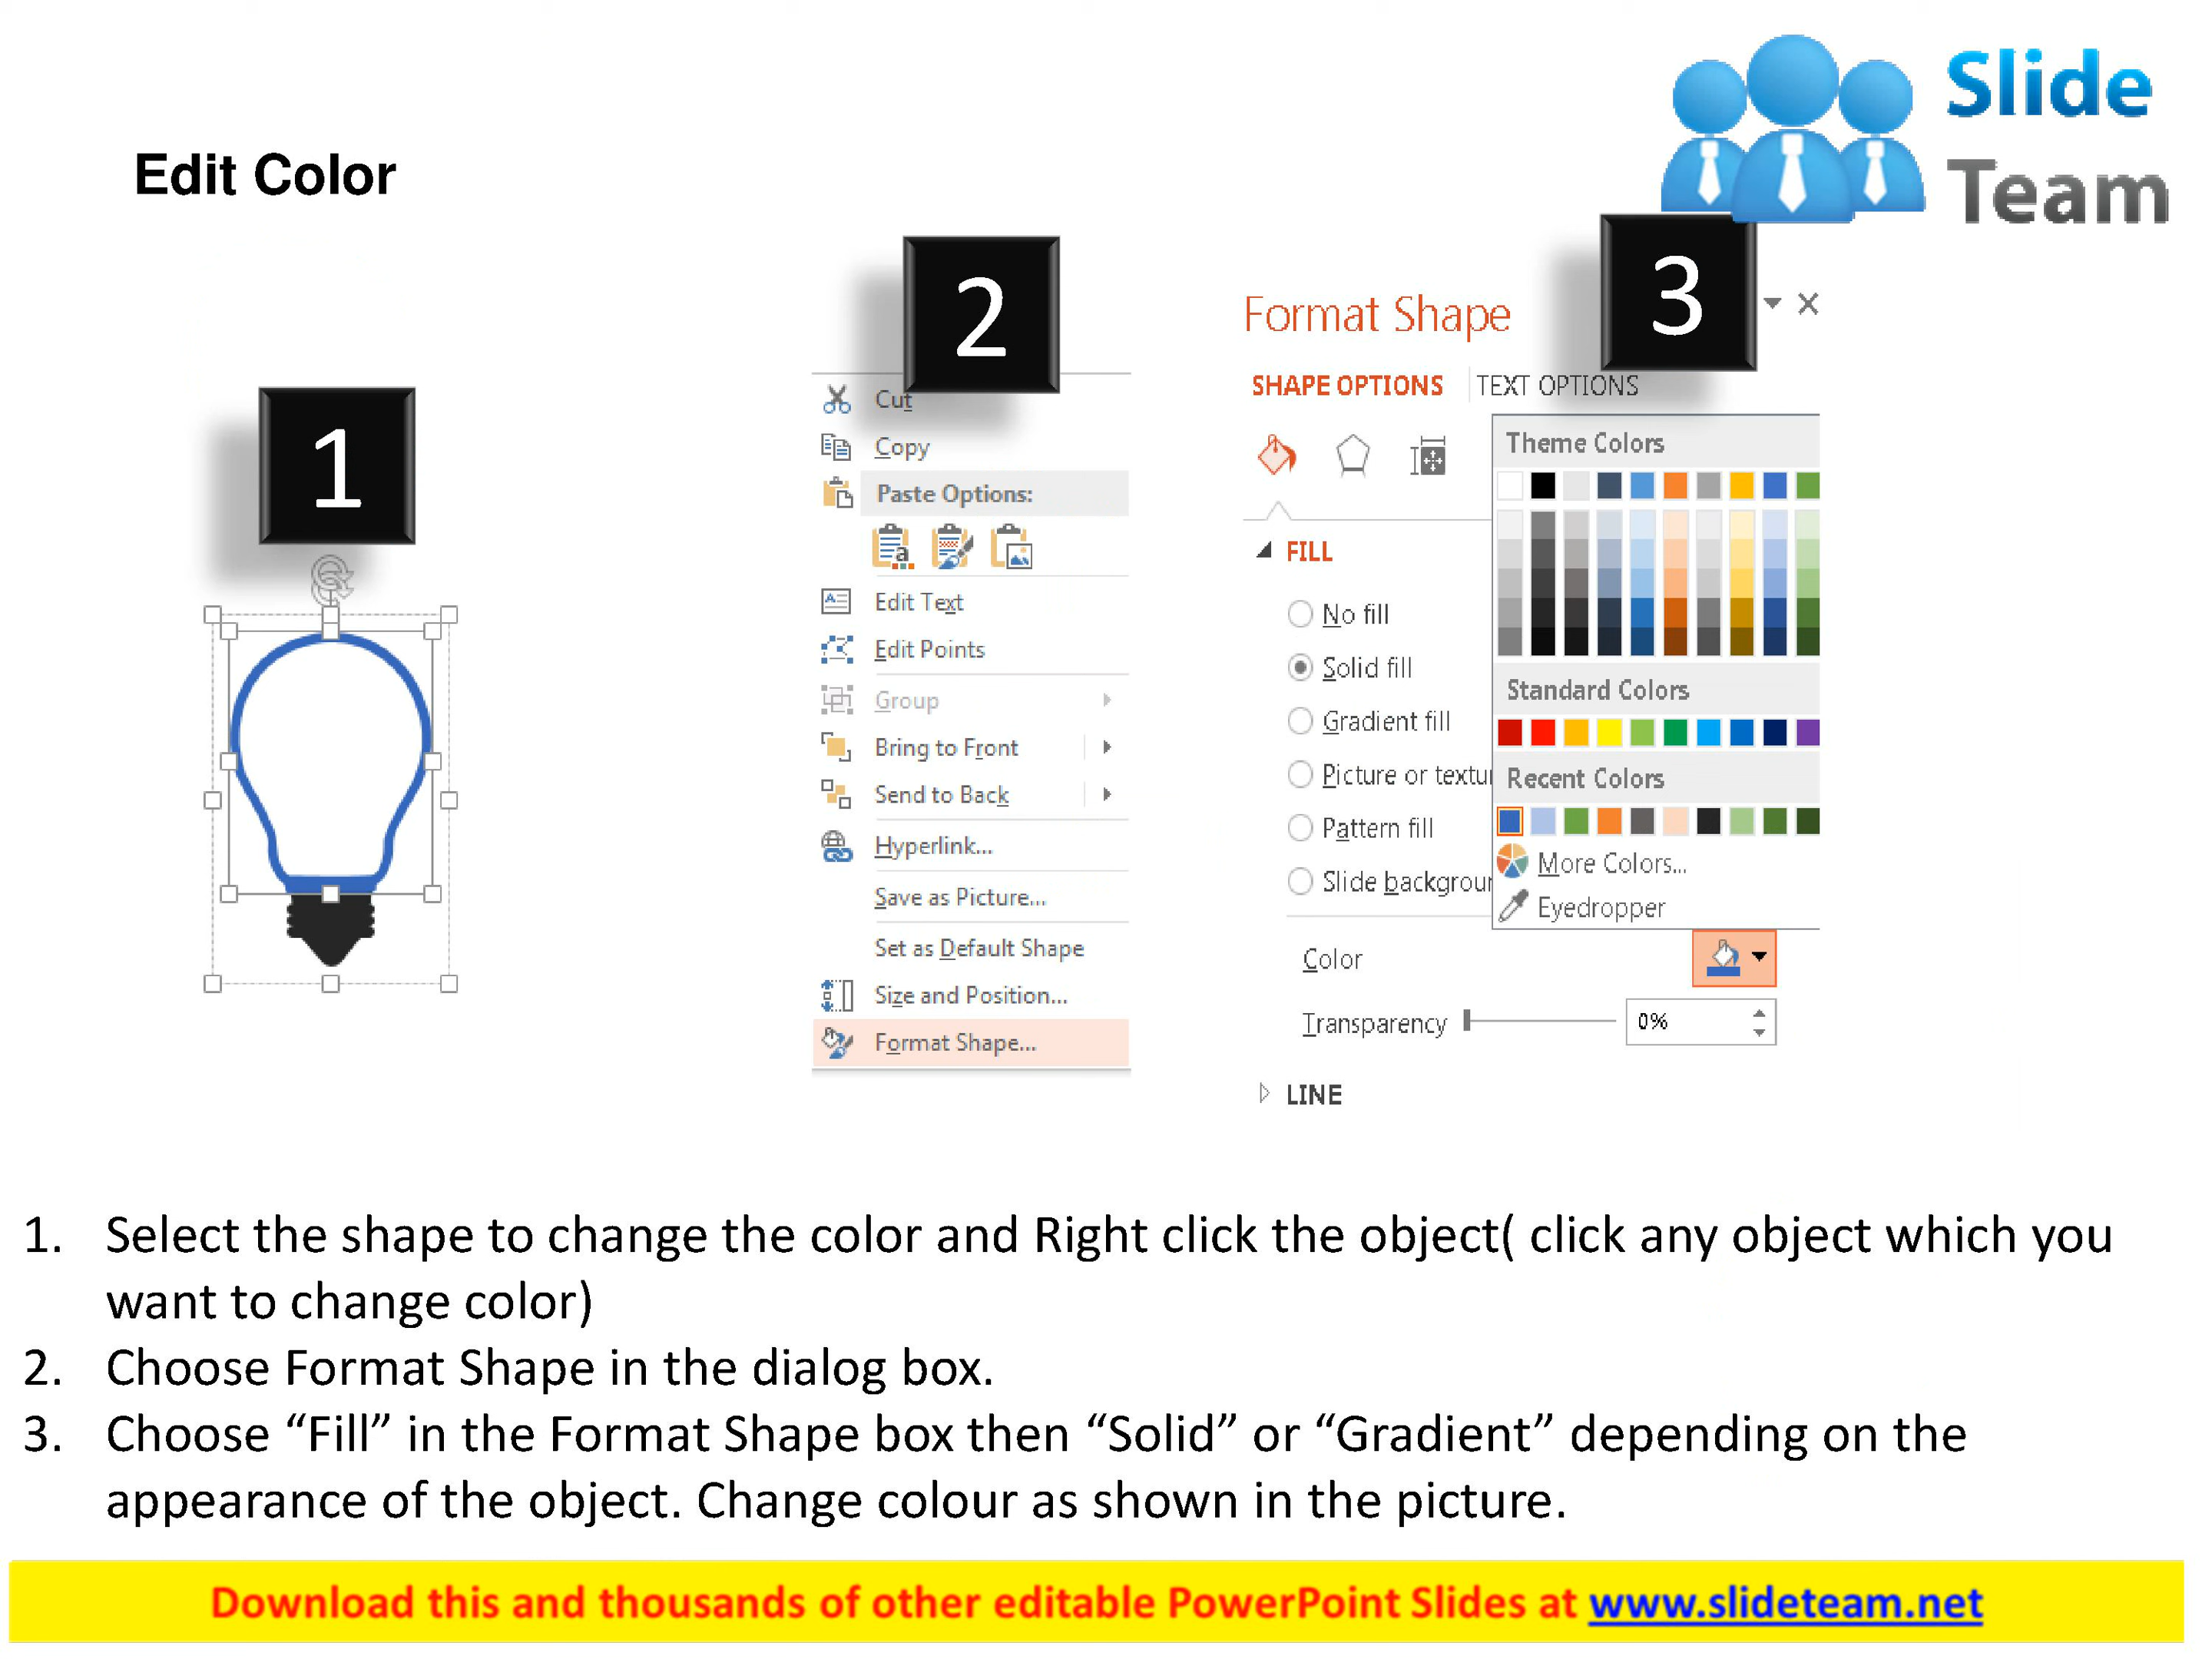 Slide
Team
Edit Color
1
2
3
Cut
Copy
Paste Options:
Edit Text
Edit Points
Group
Bring to Front
Send to Back
Hyperlink...
Save as Picture...
Set as Default Shape
Size and Position...
Format Shape...
Format Shape
SHAPE OPTIONS
TEXT OPTIONS
FILL
No fill
Solid fill
Gradient fill
Picture or textu
Pattern fill
Slide backgrour
Theme Colors
Standard Colors
Recent Colors
More Colors...
Eyedropper
Color
Transparency
0%
LINE
1. Select the shape to change the color and Right click the object( click any object which you
want to change color)
2. Choose Format Shape in the dialog box.
3. Choose “Fill” in the Format Shape box then “Solid” or “Gradient” depending on the
appearance of the object. Change colour as shown in the picture.
Download this and thousands of other editable PowerPoint Slides at www.slideteam.net